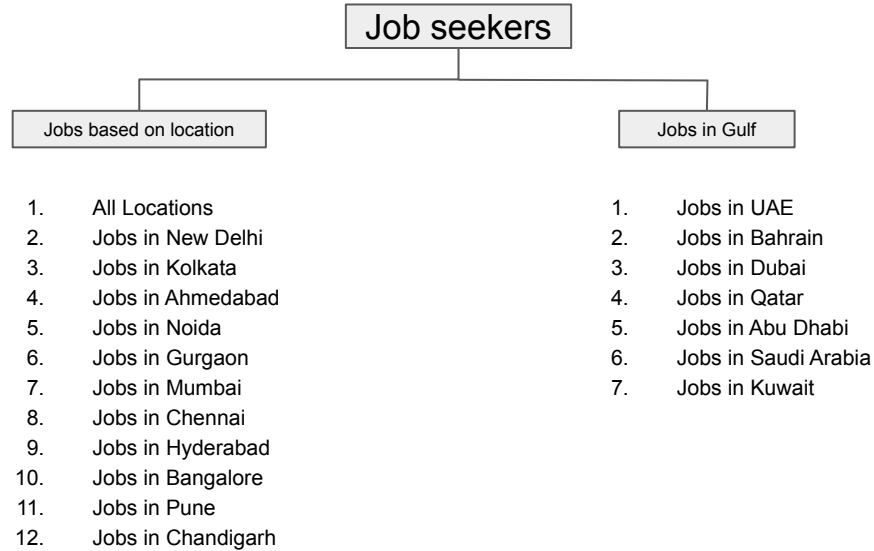 Job seekers
Jobs based on location
Jobs in Gulf
1. All Locations
2. Jobs in New Delhi
3. Jobs in Kolkata
4. Jobs in Ahmedabad
5. Jobs in Noida
6. Jobs in Gurgaon
7. Jobs in Mumbai
8. Jobs in Chennai
9. Jobs in Hyderabad
10. Jobs in Bangalore
11. Jobs in Pune
12. Jobs in Chandigarh
1. Jobs in UAE
2. Jobs in Bahrain
3. Jobs in Dubai
4. Jobs in Qatar
5. Jobs in Abu Dhabi
6. Jobs in Saudi Arabia
7. Jobs in Kuwait